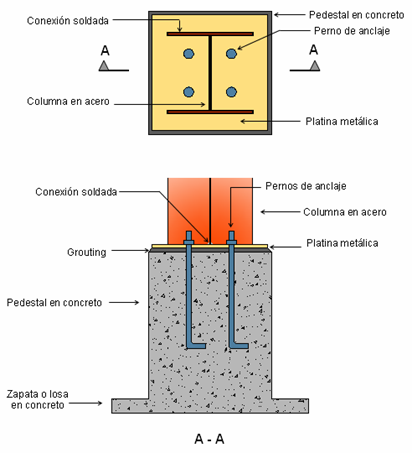 Conexión soldada
Pedestal en concreto
Perno de anclaje
A
A
Columna en acero
Platina metálica
Conexión soldada
Pernos de anclaje
Columna en acero
Grouting
Platina metálica
Pedestal en concreto
Zapata o losa
en concreto
A - A